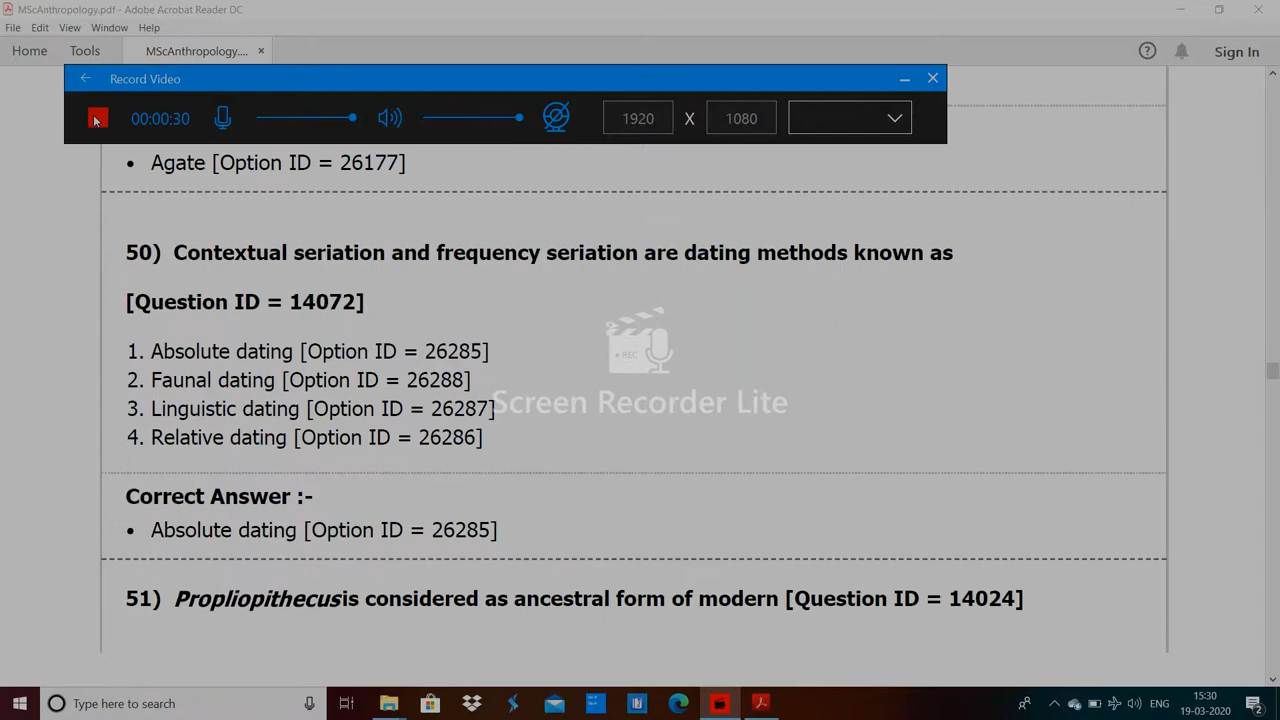 MScAnthropology.pdf - Adobe Acrobat Reader DC
File Edit View Window Help
Home Tools MScAnthropology.... × Sign In
Record Video
00:00:30 1920 X 1080
• Agate [Option ID = 26177]
50) Contextual seriation and frequency seriation are dating methods known as
[Question ID = 14072]
1. Absolute dating [Option ID = 26285]
2. Faunal dating [Option ID = 26288]
3. Linguistic dating [Option ID = 26287]
4. Relative dating [Option ID = 26286]
• REC
Screen Recorder Lite
Correct Answer :-
• Absolute dating [Option ID = 26285]
51) Propliopithecus is considered as ancestral form of modern [Question ID = 14024]
Type here to search
ENG
15:30
19-03-2020
2